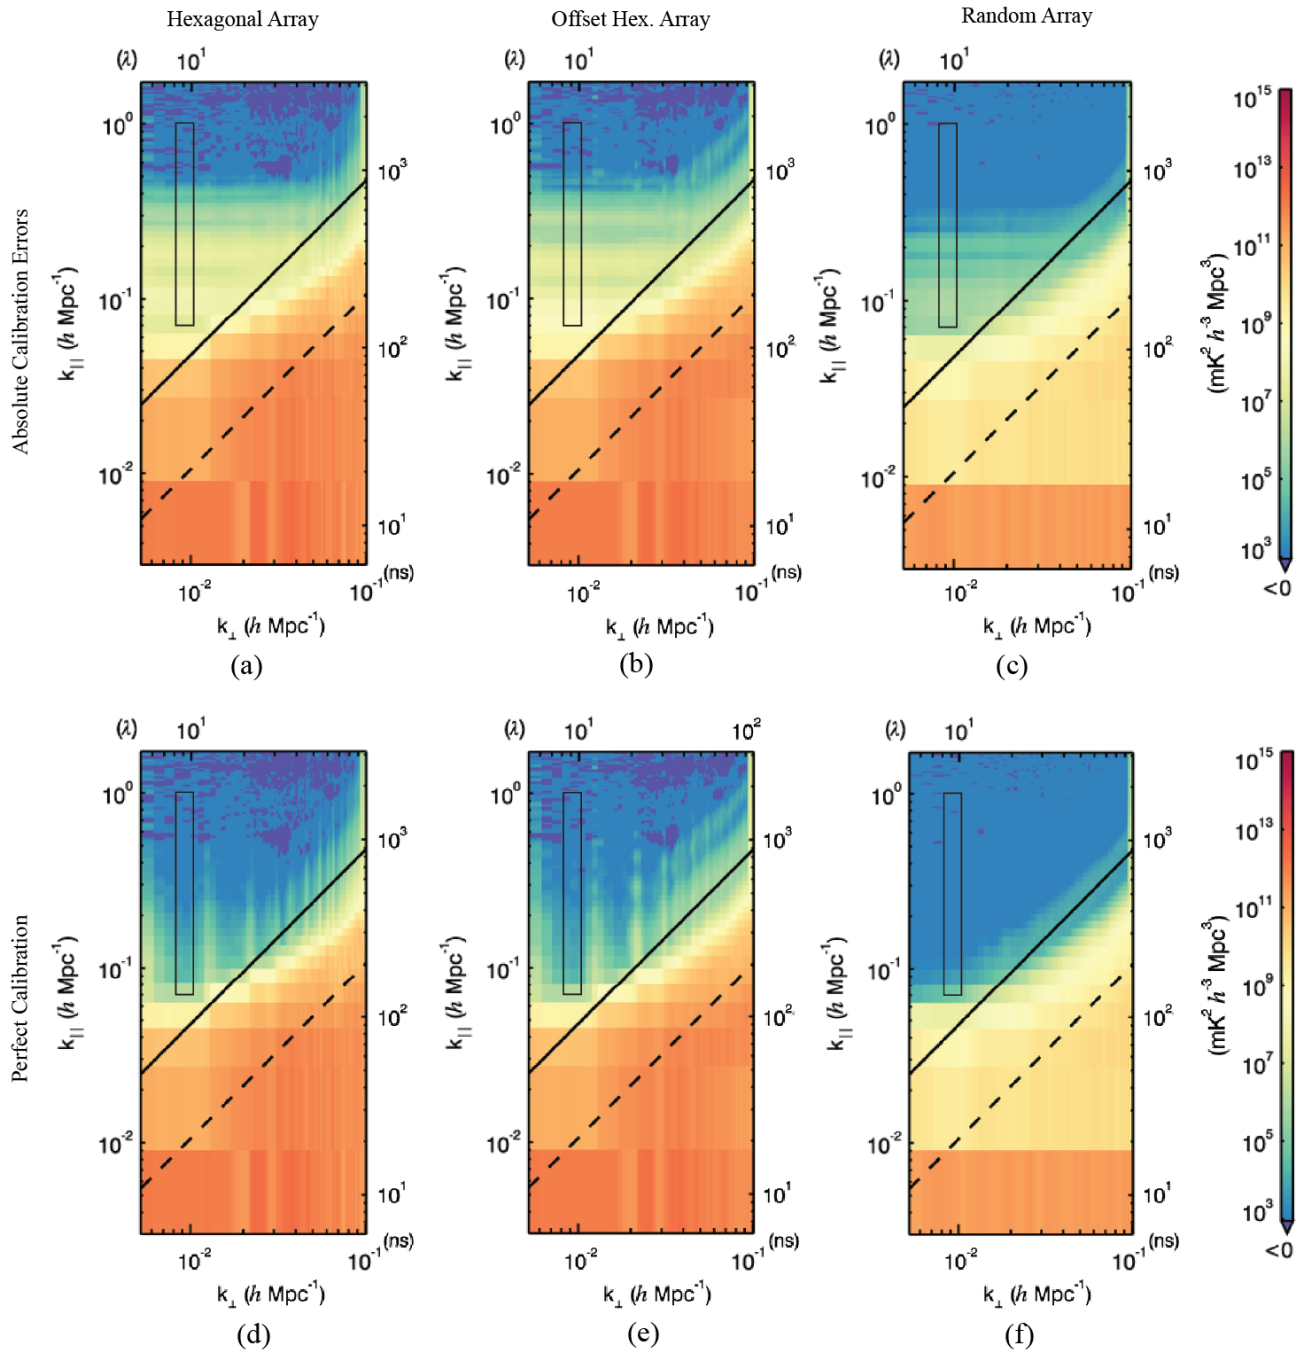 Hexagonal Array
Offset Hex. Array
Random Array
(λ) 10¹
(λ) 10¹
(λ) 10¹
Absolute Calibration Errors
k|| (h Mpc⁻¹)
10⁰
10⁻¹
10⁻²
10³
10²
10¹
(ns)
10⁻²
10⁻¹
k⊥ (h Mpc⁻¹)
(a)
k|| (h Mpc⁻¹)
10⁰
10⁻¹
10⁻²
10³
10²
10¹
(ns)
10⁻²
10⁻¹
k⊥ (h Mpc⁻¹)
(b)
k|| (h Mpc⁻¹)
10⁰
10⁻¹
10⁻²
10³
10²
10¹
(ns)
10⁻²
10⁻¹
k⊥ (h Mpc⁻¹)
(c)
(mK² h⁻³ Mpc³)
10¹⁵
10¹³
10¹¹
10⁹
10⁷
10⁵
10³
<0
Perfect Calibration
(λ) 10¹
k|| (h Mpc⁻¹)
10⁰
10⁻¹
10⁻²
10³
10²
10¹
(ns)
10⁻²
10⁻¹
k⊥ (h Mpc⁻¹)
(d)
(λ) 10¹ 10²
k|| (h Mpc⁻¹)
10⁰
10⁻¹
10⁻²
10³
10²
10¹
(ns)
10⁻²
10⁻¹
k⊥ (h Mpc⁻¹)
(e)
(λ) 10¹
k|| (h Mpc⁻¹)
10⁰
10⁻¹
10⁻²
10³
10²
10¹
(ns)
10⁻²
10⁻¹
k⊥ (h Mpc⁻¹)
(f)
(mK² h⁻³ Mpc³)
10¹⁵
10¹³
10¹¹
10⁹
10⁷
10⁵
10³
<0